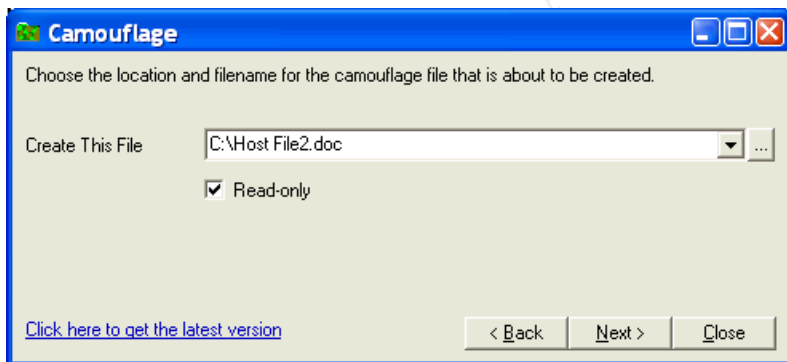 Camouflage
Choose the location and filename for the camouflage file that is about to be created.
Create This File
C:\Host File2.doc
...
Read-only
Click here to get the latest version
< Back
Next >
Close